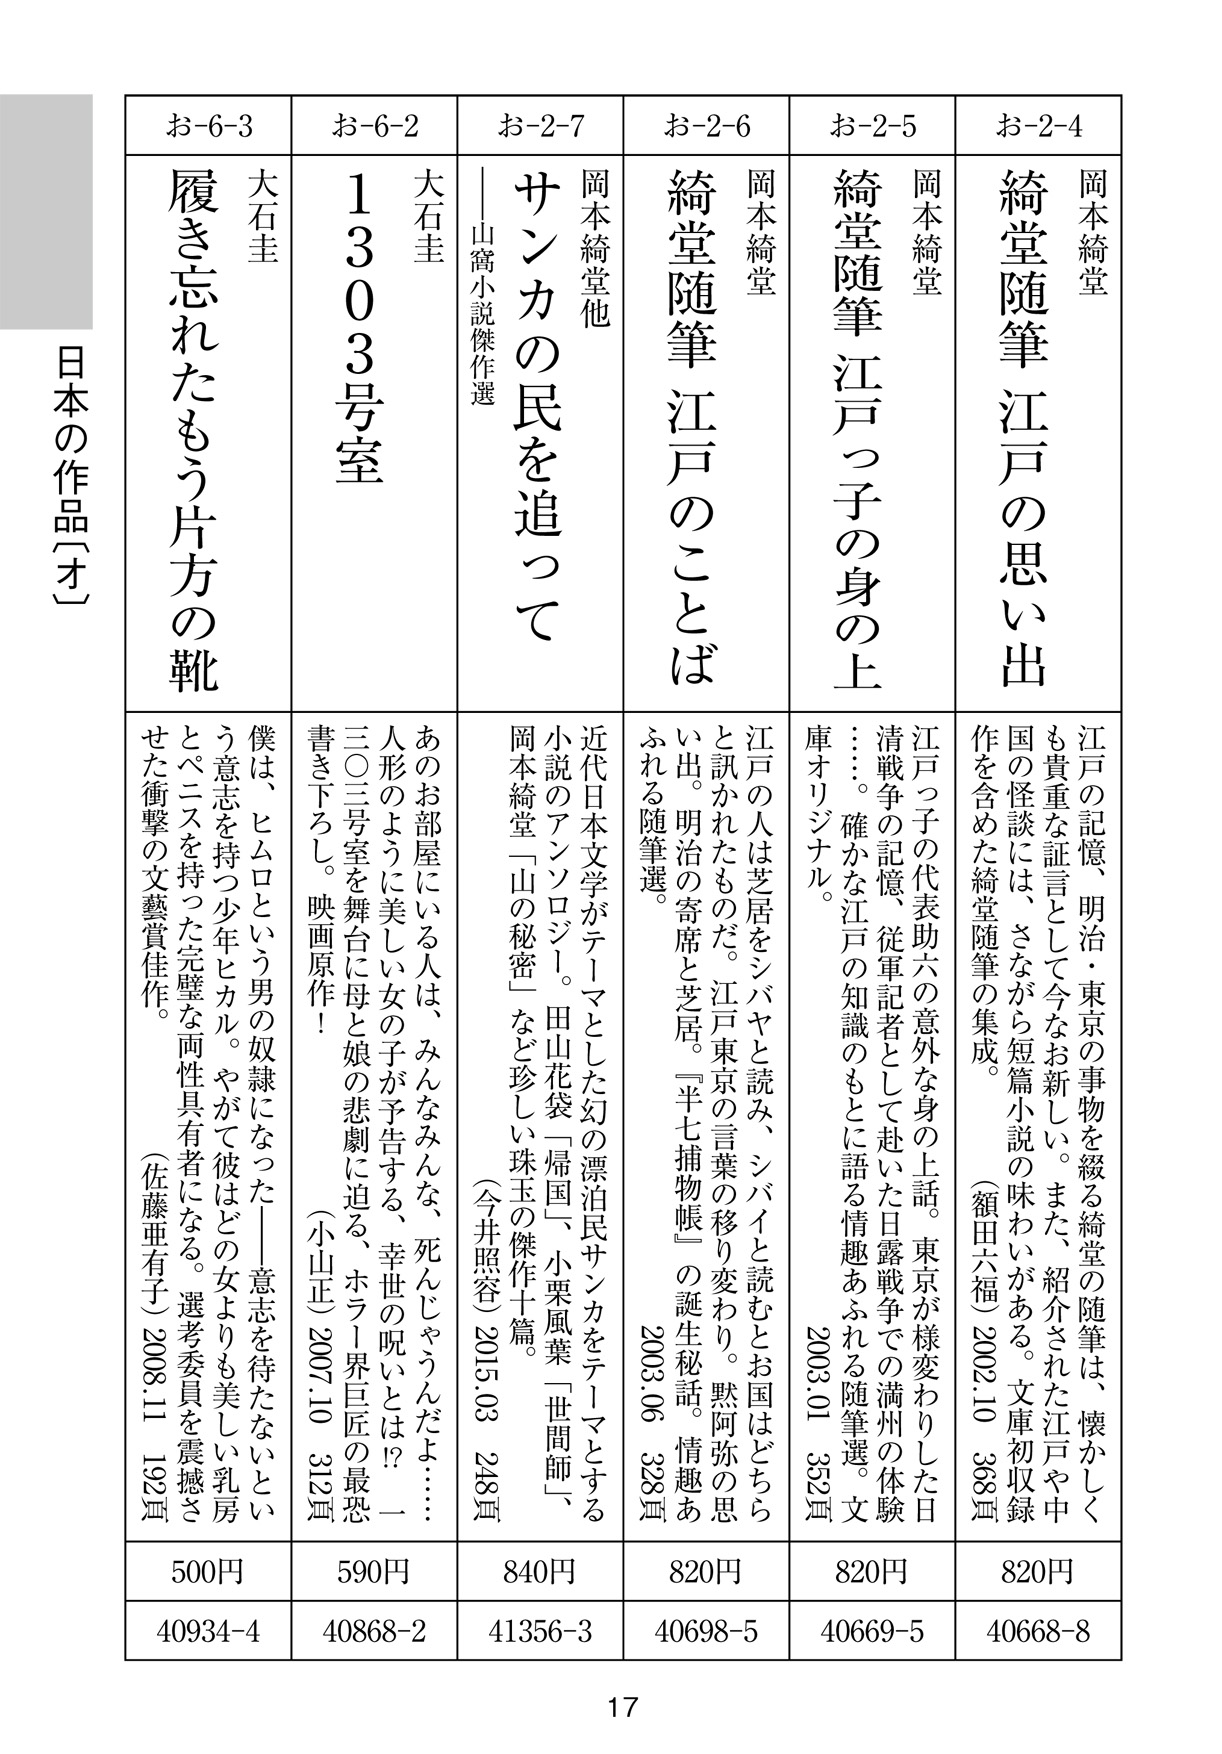 お-2-4
岡本綺堂
綺堂随筆 江戸の思い出
江戸の記憶、明治・東京の事物を綴る綺堂の随筆は、懐かしく
も貴重な証言として今なお新しい。また、紹介された江戸や中
国の怪談には、さながら短篇小説の味わいがある。文庫初収録
作を含めた綺堂随筆の集成。
（額田六福）2002.10 368頁
820円
40668-8
お-2-5
岡本綺堂
綺堂随筆 江戸っ子の身の上
江戸っ子の代表助六の意外な身の上話。東京が様変わりした日
清戦争の記憶、従軍記者として赴いた日露戦争での満州の体験
……。確かな江戸の知識のもとに語る情趣あふれる随筆選。文
庫オリジナル。
2003.01 352頁
820円
40669-5
お-2-6
岡本綺堂
綺堂随筆 江戸のことば
江戸の人は芝居をシバヤと読み、シバイと読むとお国はどちら
と訊かれたものだ。江戸東京の言葉の移り変わり。黙阿弥の思
い出。明治の寄席と芝居。『半七捕物帳』の誕生秘話。情趣あ
ふれる随筆選。
2003.06 328頁
820円
40698-5
お-2-7
岡本綺堂他
サンカの民を追って
──山窩小説傑作選
近代日本文学がテーマとした幻の漂泊民サンカをテーマとする
小説のアンソロジー。田山花袋「帰国」、小栗風葉「世間師」、
岡本綺堂「山の秘密」など珍しい珠玉の傑作十篇。
（今井照容）2015.03 248頁
840円
41356-3
お-6-2
大石圭
1303号室
あのお部屋にいる人は、みんなみんな、死んじゃうんだよ……
人形のように美しい女の子が予告する、幸世の呪いとは!? 一
三〇三号室を舞台に母と娘の悲劇に迫る、ホラー界巨匠の最恐
書き下ろし。映画原作！
（小山正）2007.10 312頁
590円
40868-2
お-6-3
大石圭
履き忘れたもう片方の靴
僕は、ヒムロという男の奴隷になった──意志を待たないとい
う意志を持つ少年ヒカル。やがて彼はどの女よりも美しい乳房
とペニスを持った完璧な両性具有者になる。選考委員を震撼さ
せた衝撃の文藝賞佳作。
（佐藤亜有子）2008.11 192頁
500円
40934-4
日本の作品〔オ〕
17